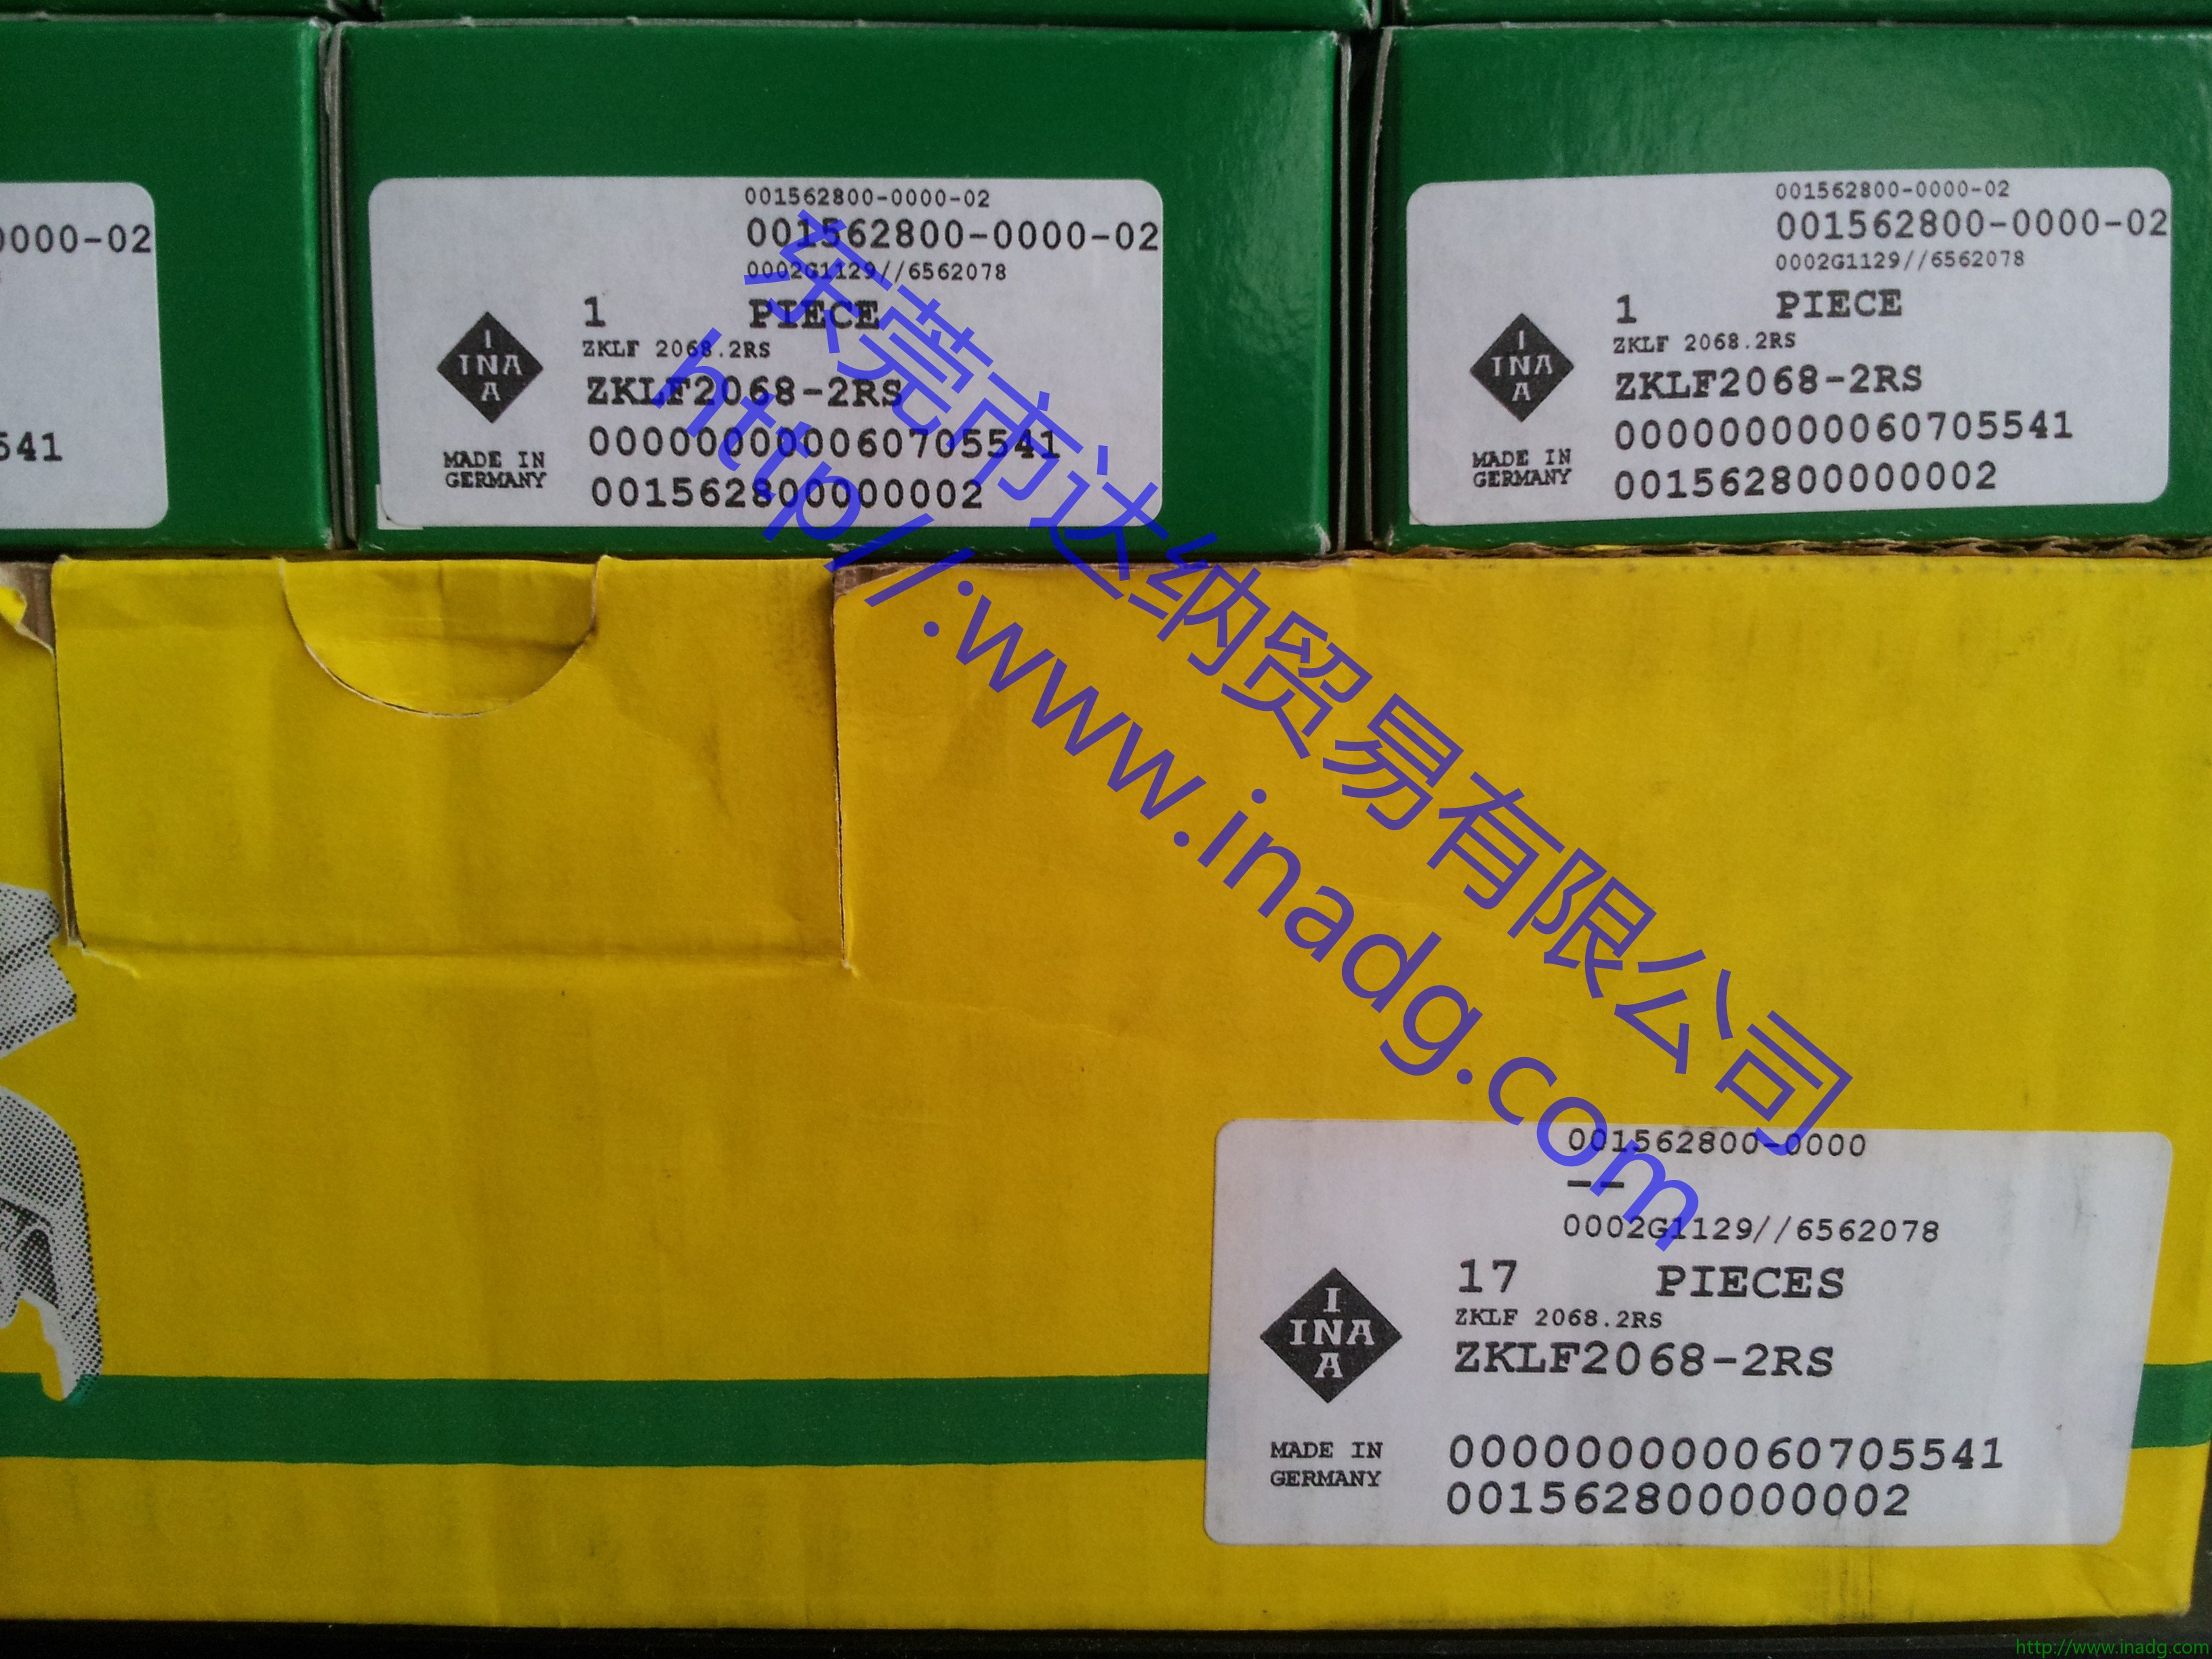 0000-02
541
001562800-0000-02
001562800-0000-02
0002G1129//6562078
1 PIECE
ZKLF 2068.2RS
ZKLF2068-2RS
000000000060705541
001562800000002
I
INA
A
MADE IN
GERMANY
001562800-0000-02
001562800-0000-02
0002G1129//6562078
1 PIECE
ZKLF 2068.2RS
ZKLF2068-2RS
000000000060705541
001562800000002
I
INA
A
MADE IN
GERMANY
东莞市达纳贸易有限公司
http//:www.inadg.com
001562800-0000
--
0002G1129//6562078
17 PIECES
ZKLF 2068.2RS
ZKLF2068-2RS
000000000060705541
001562800000002
I
INA
A
MADE IN
GERMANY
http://www.inadg.com